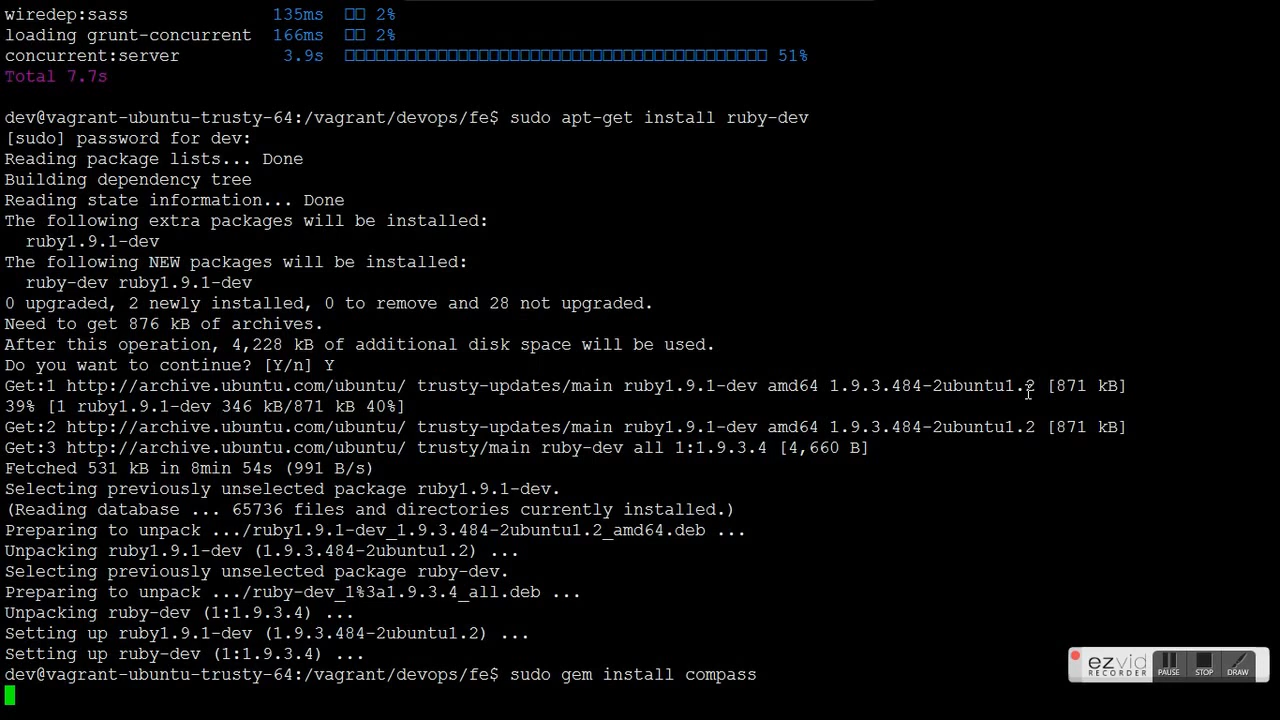 wiredep:sass 135ms 2%
loading grunt-concurrent 166ms 2%
concurrent:server 3.9s 51%
Total 7.7s
dev@vagrant-ubuntu-trusty-64:/vagrant/devops/fe$ sudo apt-get install ruby-dev
[sudo] password for dev:
Reading package lists... Done
Building dependency tree
Reading state information... Done
The following extra packages will be installed:
ruby1.9.1-dev
The following NEW packages will be installed:
ruby-dev ruby1.9.1-dev
0 upgraded, 2 newly installed, 0 to remove and 28 not upgraded.
Need to get 876 kB of archives.
After this operation, 4,228 kB of additional disk space will be used.
Do you want to continue? [Y/n] Y
Get:1 http://archive.ubuntu.com/ubuntu/ trusty-updates/main ruby1.9.1-dev amd64 1.9.3.484-2ubuntu1.2 [871 kB]
39% [1 ruby1.9.1-dev 346 kB/871 kB 40%]
Get:2 http://archive.ubuntu.com/ubuntu/ trusty-updates/main ruby1.9.1-dev amd64 1.9.3.484-2ubuntu1.2 [871 kB]
Get:3 http://archive.ubuntu.com/ubuntu/ trusty/main ruby-dev all 1:1.9.3.4 [4,660 B]
Fetched 531 kB in 8min 54s (991 B/s)
Selecting previously unselected package ruby1.9.1-dev.
(Reading database ... 65736 files and directories currently installed.)
Preparing to unpack .../ruby1.9.1-dev_1.9.3.484-2ubuntu1.2_amd64.deb ...
Unpacking ruby1.9.1-dev (1.9.3.484-2ubuntu1.2) ...
Selecting previously unselected package ruby-dev.
Preparing to unpack .../ruby-dev_1%3a1.9.3.4_all.deb ...
Unpacking ruby-dev (1:1.9.3.4) ...
Setting up ruby1.9.1-dev (1.9.3.484-2ubuntu1.2) ...
Setting up ruby-dev (1:1.9.3.4) ...
dev@vagrant-ubuntu-trusty-64:/vagrant/devops/fe$ sudo gem install compass
ezvid
RECORDER
PAUSE STOP DRAW